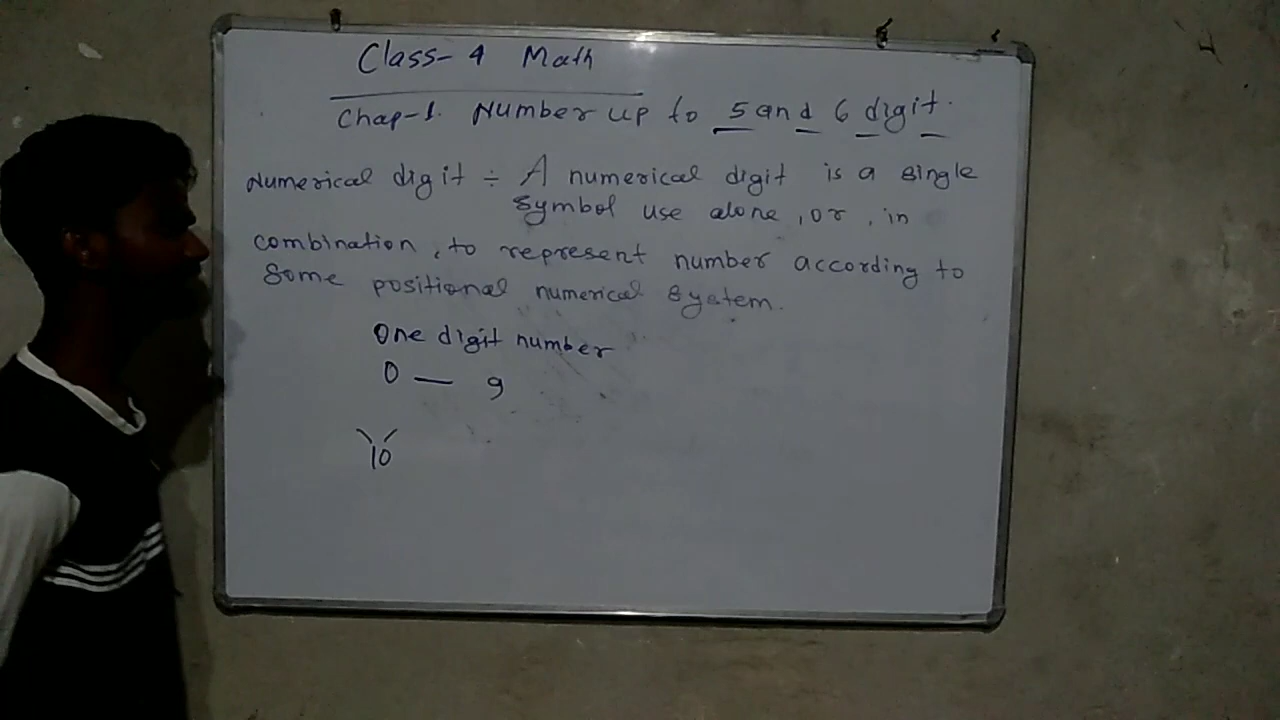 Class- 4 Math
Chap-1. Number up to 5 and 6 digit.
Numerical digit ÷ A numerical digit is a single
symbol use alone, or, in
combination, to represent number according to
Some positional numerical system.
One digit number
0 — 9
10